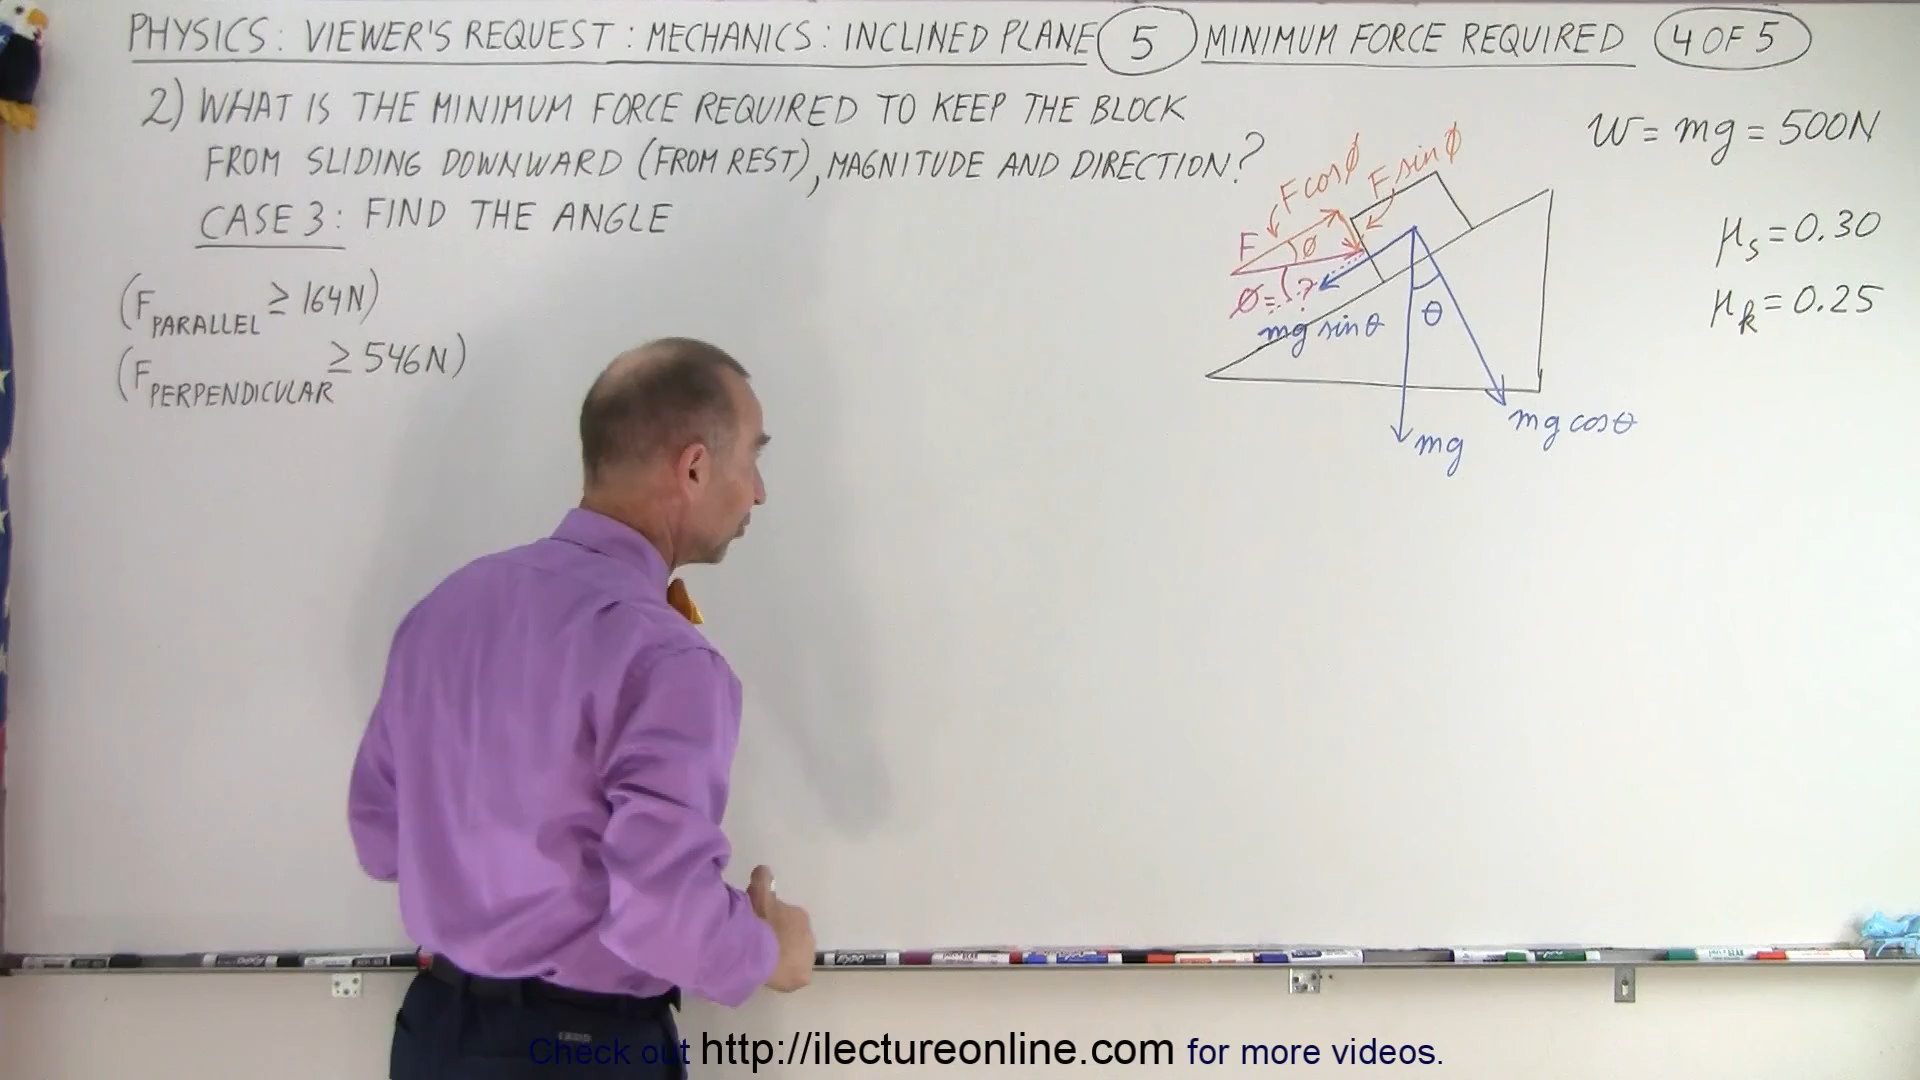 PHYSICS: VIEWER'S REQUEST: MECHANICS: INCLINED PLANE 5 MINIMUM FORCE REQUIRED 4 OF 5
2) WHAT IS THE MINIMUM FORCE REQUIRED TO KEEP THE BLOCK
FROM SLIDING DOWNWARD (FROM REST), MAGNITUDE AND DIRECTION?
CASE 3: FIND THE ANGLE
(F PARALLEL ≥ 164N)
(F PERPENDICULAR ≥ 546N)
W = mg = 500N
μs = 0.30
μk = 0.25
F cos φ
F sin φ
F
φ
φ = ?
mg sin θ
θ
mg cos θ
mg
Check out http://ilectureonline.com for more videos.